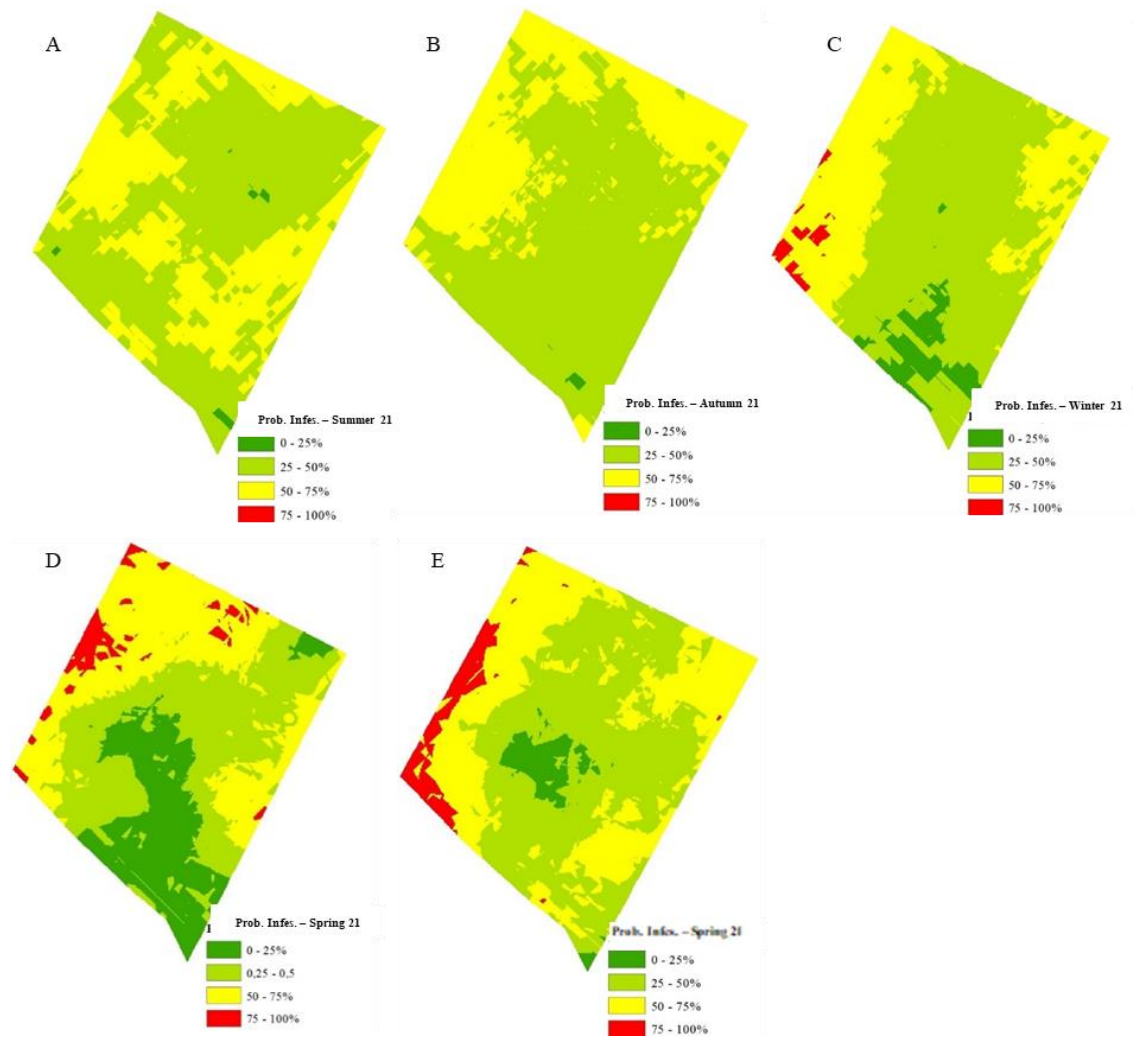 A
B
C
Prob. Infes. – Summer 21
0 - 25%
25 - 50%
50 - 75%
75 - 100%
Prob. Infes. – Autumn 21
0 - 25%
25 - 50%
50 - 75%
75 - 100%
Prob. Infes. – Winter 21
0 - 25%
25 - 50%
50 - 75%
75 - 100%
D
E
Prob. Infes. – Spring 21
0 - 25%
0,25 - 0,5
50 - 75%
75 - 100%
Prob. Infes. – Spring 21
0 - 25%
25 - 50%
50 - 75%
75 - 100%